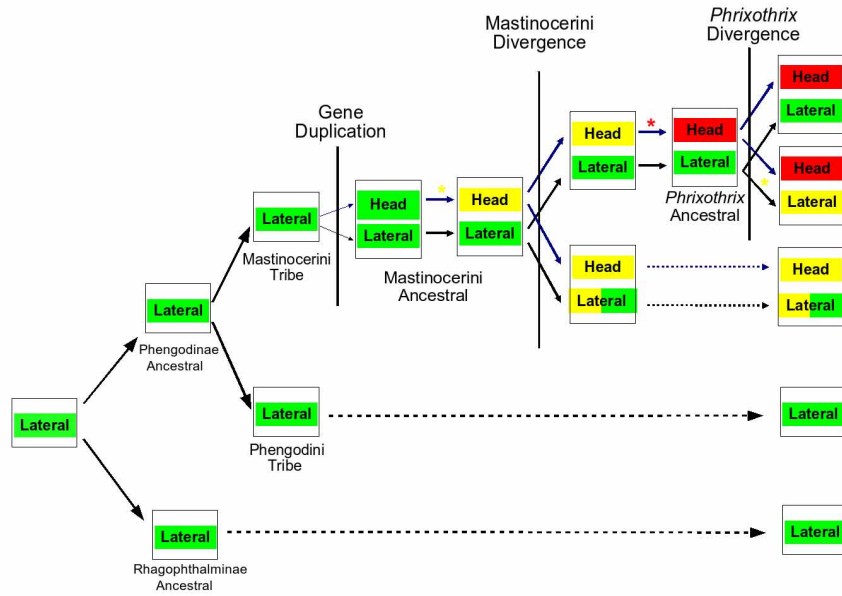 Phrixothrix
Divergence
Mastinocerini
Divergence
Gene
Duplication
Head
Lateral
Head
Lateral
*
Head
Lateral
Phrixothrix
Ancestral
Head
*
Lateral
Lateral
Mastinocerini
Tribe
Head
Lateral
*
Head
Lateral
Mastinocerini
Ancestral
Head
Lateral
Head
Lateral
Lateral
Phengodinae
Ancestral
Lateral
Lateral
Phengodini
Tribe
Lateral
Lateral
Rhagophthalminae
Ancestral
Lateral